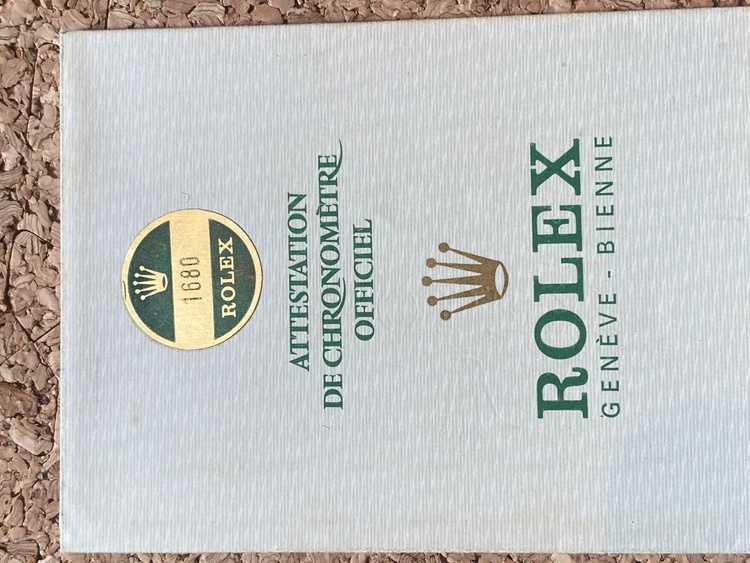 1680
ROLEX
ATTESTATION
DE CHRONOMÈTRE
OFFICIEL
ROLEX
GENÈVE - BIENNE